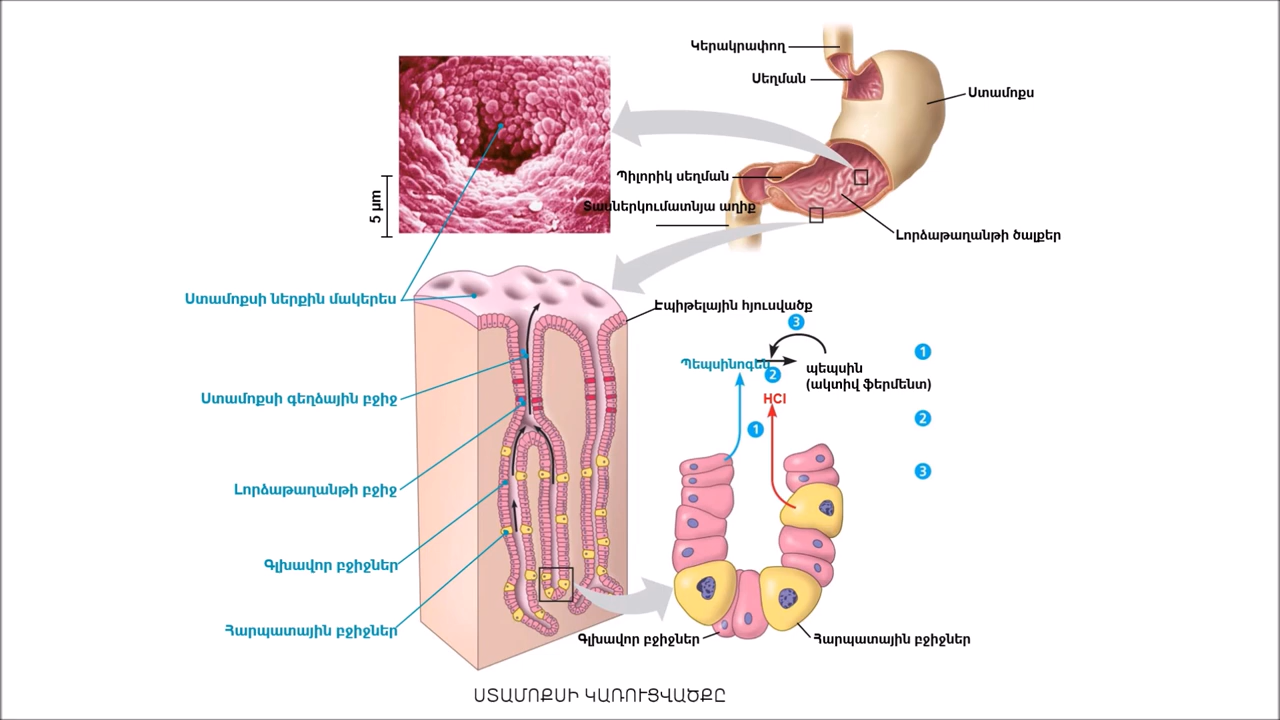 Կերակրափող
Սեղման
Ստամոքս
Պիլորիկ սեղման
Տասներկումատնյա աղիք
Լորձաթաղանթի ծալքեր
5 μm
Ստամոքսի ներքին մակերես
Էպիթելային հյուսվածք
3
Պեպսինոգեն
2
պեպսին
(ակտիվ ֆերմենտ)
1
HCl
Ստամոքսի գեղձային բջիջ
2
1
3
Լորձաթաղանթի բջիջ
Գլխավոր բջիջներ
Հարպատային բջիջներ
Գլխավոր բջիջներ
Հարպատային բջիջներ
ՍՏԱՄՈՔՍԻ ԿԱՌՈՒՑՎԱԾՔԸ